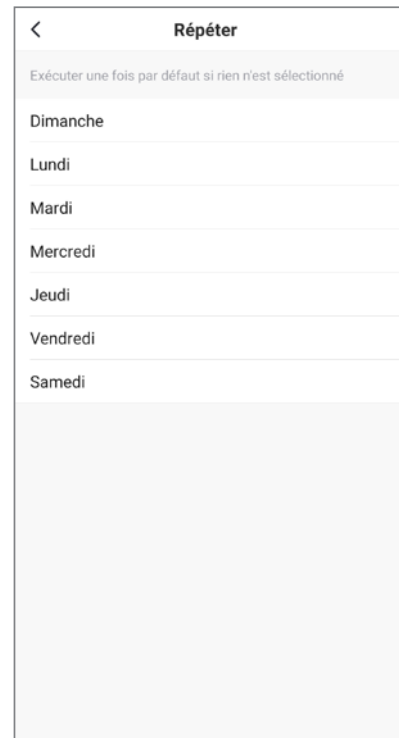 Répéter
Exécuter une fois par défaut si rien n'est sélectionné
Dimanche
Lundi
Mardi
Mercredi
Jeudi
Vendredi
Samedi